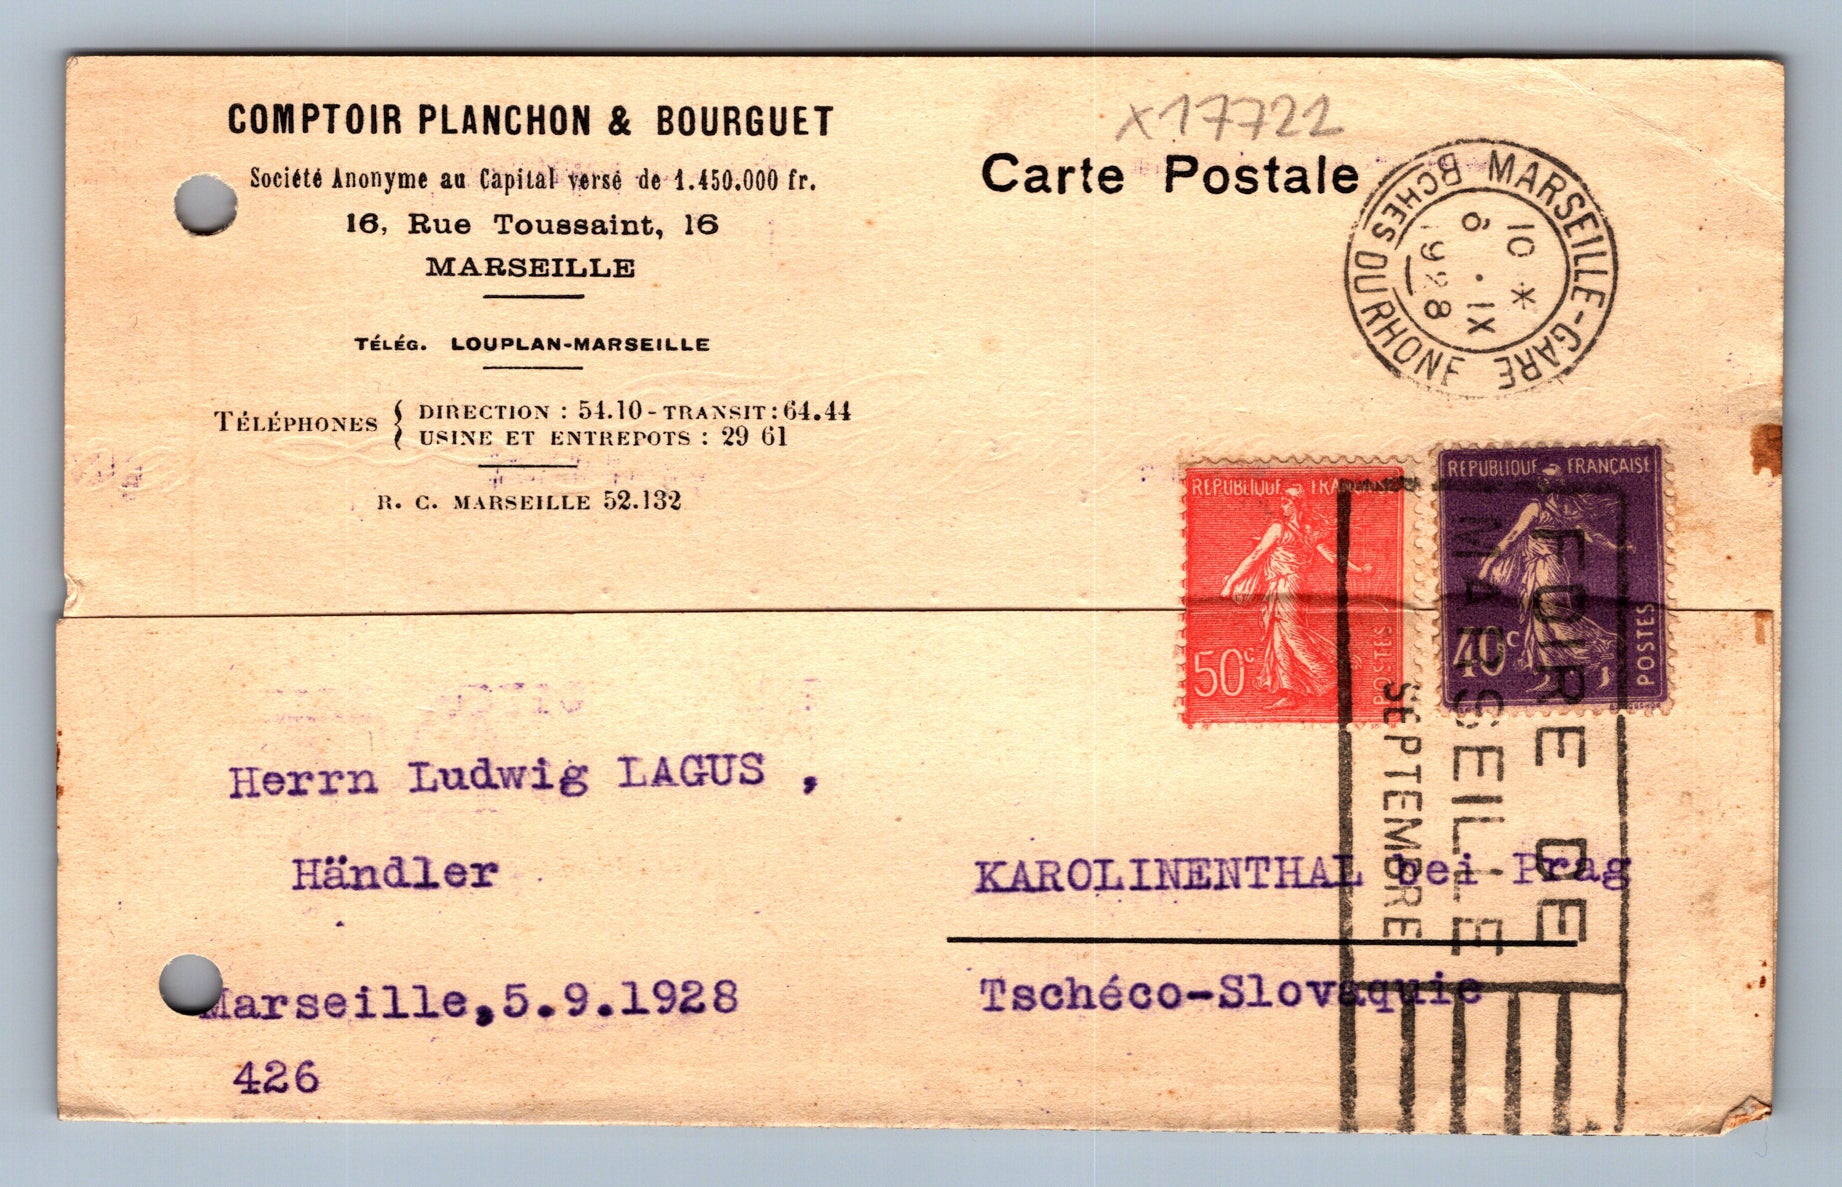 COMPTOIR PLANCHON & BOURGUET
Société Anonyme au Capital versé de 1.450.000 fr.
16, Rue Toussaint, 16
MARSEILLE
TÉLÉG. LOUPLAN-MARSEILLE
TÉLÉPHONES { DIRECTION : 54.10 - TRANSIT : 64.44
USINE ET ENTREPOTS : 29 61
R. C. MARSEILLE 52.132
x17722
Carte Postale
MARSEILLE-GARE
BCHES DU RHONE
10 *
6 . IX
1928
REPUBLIQUE FRANÇAISE
50c
POSTES
REPUBLIQUE FRANÇAISE
40c
POSTES
FOIRE DE
MARSEILLE
SEPTEMBRE
Herrn Ludwig LAGUS ,
Händler
KAROLINENTHAL bei Prag
Tschéco-Slovaquie
Marseille,5.9.1928
426